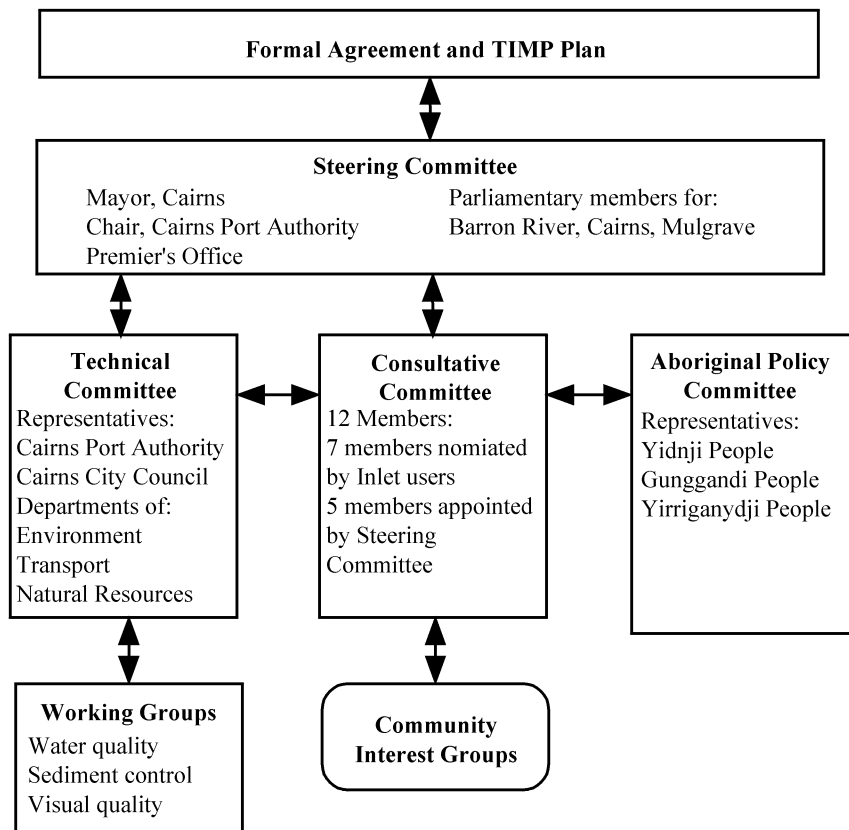 Formal Agreement and TIMP Plan
Steering Committee
Mayor, Cairns
Chair, Cairns Port Authority
Premier's Office
Parliamentary members for:
Barron River, Cairns, Mulgrave
Technical
Committee
Representatives:
Cairns Port Authority
Cairns City Council
Departments of:
Environment
Transport
Natural Resources
Consultative
Committee
12 Members:
7 members nomiated
by Inlet users
5 members appointed
by Steering
Committee
Aboriginal Policy
Committee
Representatives:
Yidnji People
Gunggandi People
Yirriganydji People
Working Groups
Water quality
Sediment control
Visual quality
Community
Interest Groups